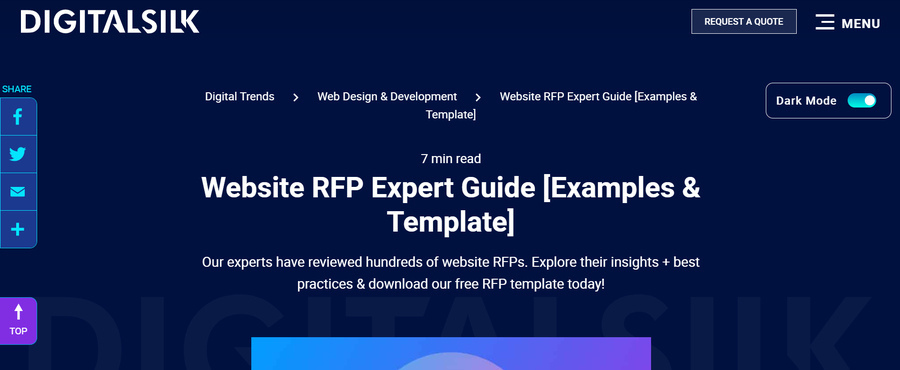 DIGITALSILK
REQUEST A QUOTE
MENU
SHARE
Digital Trends > Web Design & Development > Website RFP Expert Guide [Examples &
Template]
Dark Mode
7 min read
Website RFP Expert Guide [Examples &
Template]
Our experts have reviewed hundreds of website RFPs. Explore their insights + best
practices & download our free RFP template today!
TOP
DIGITALSILK